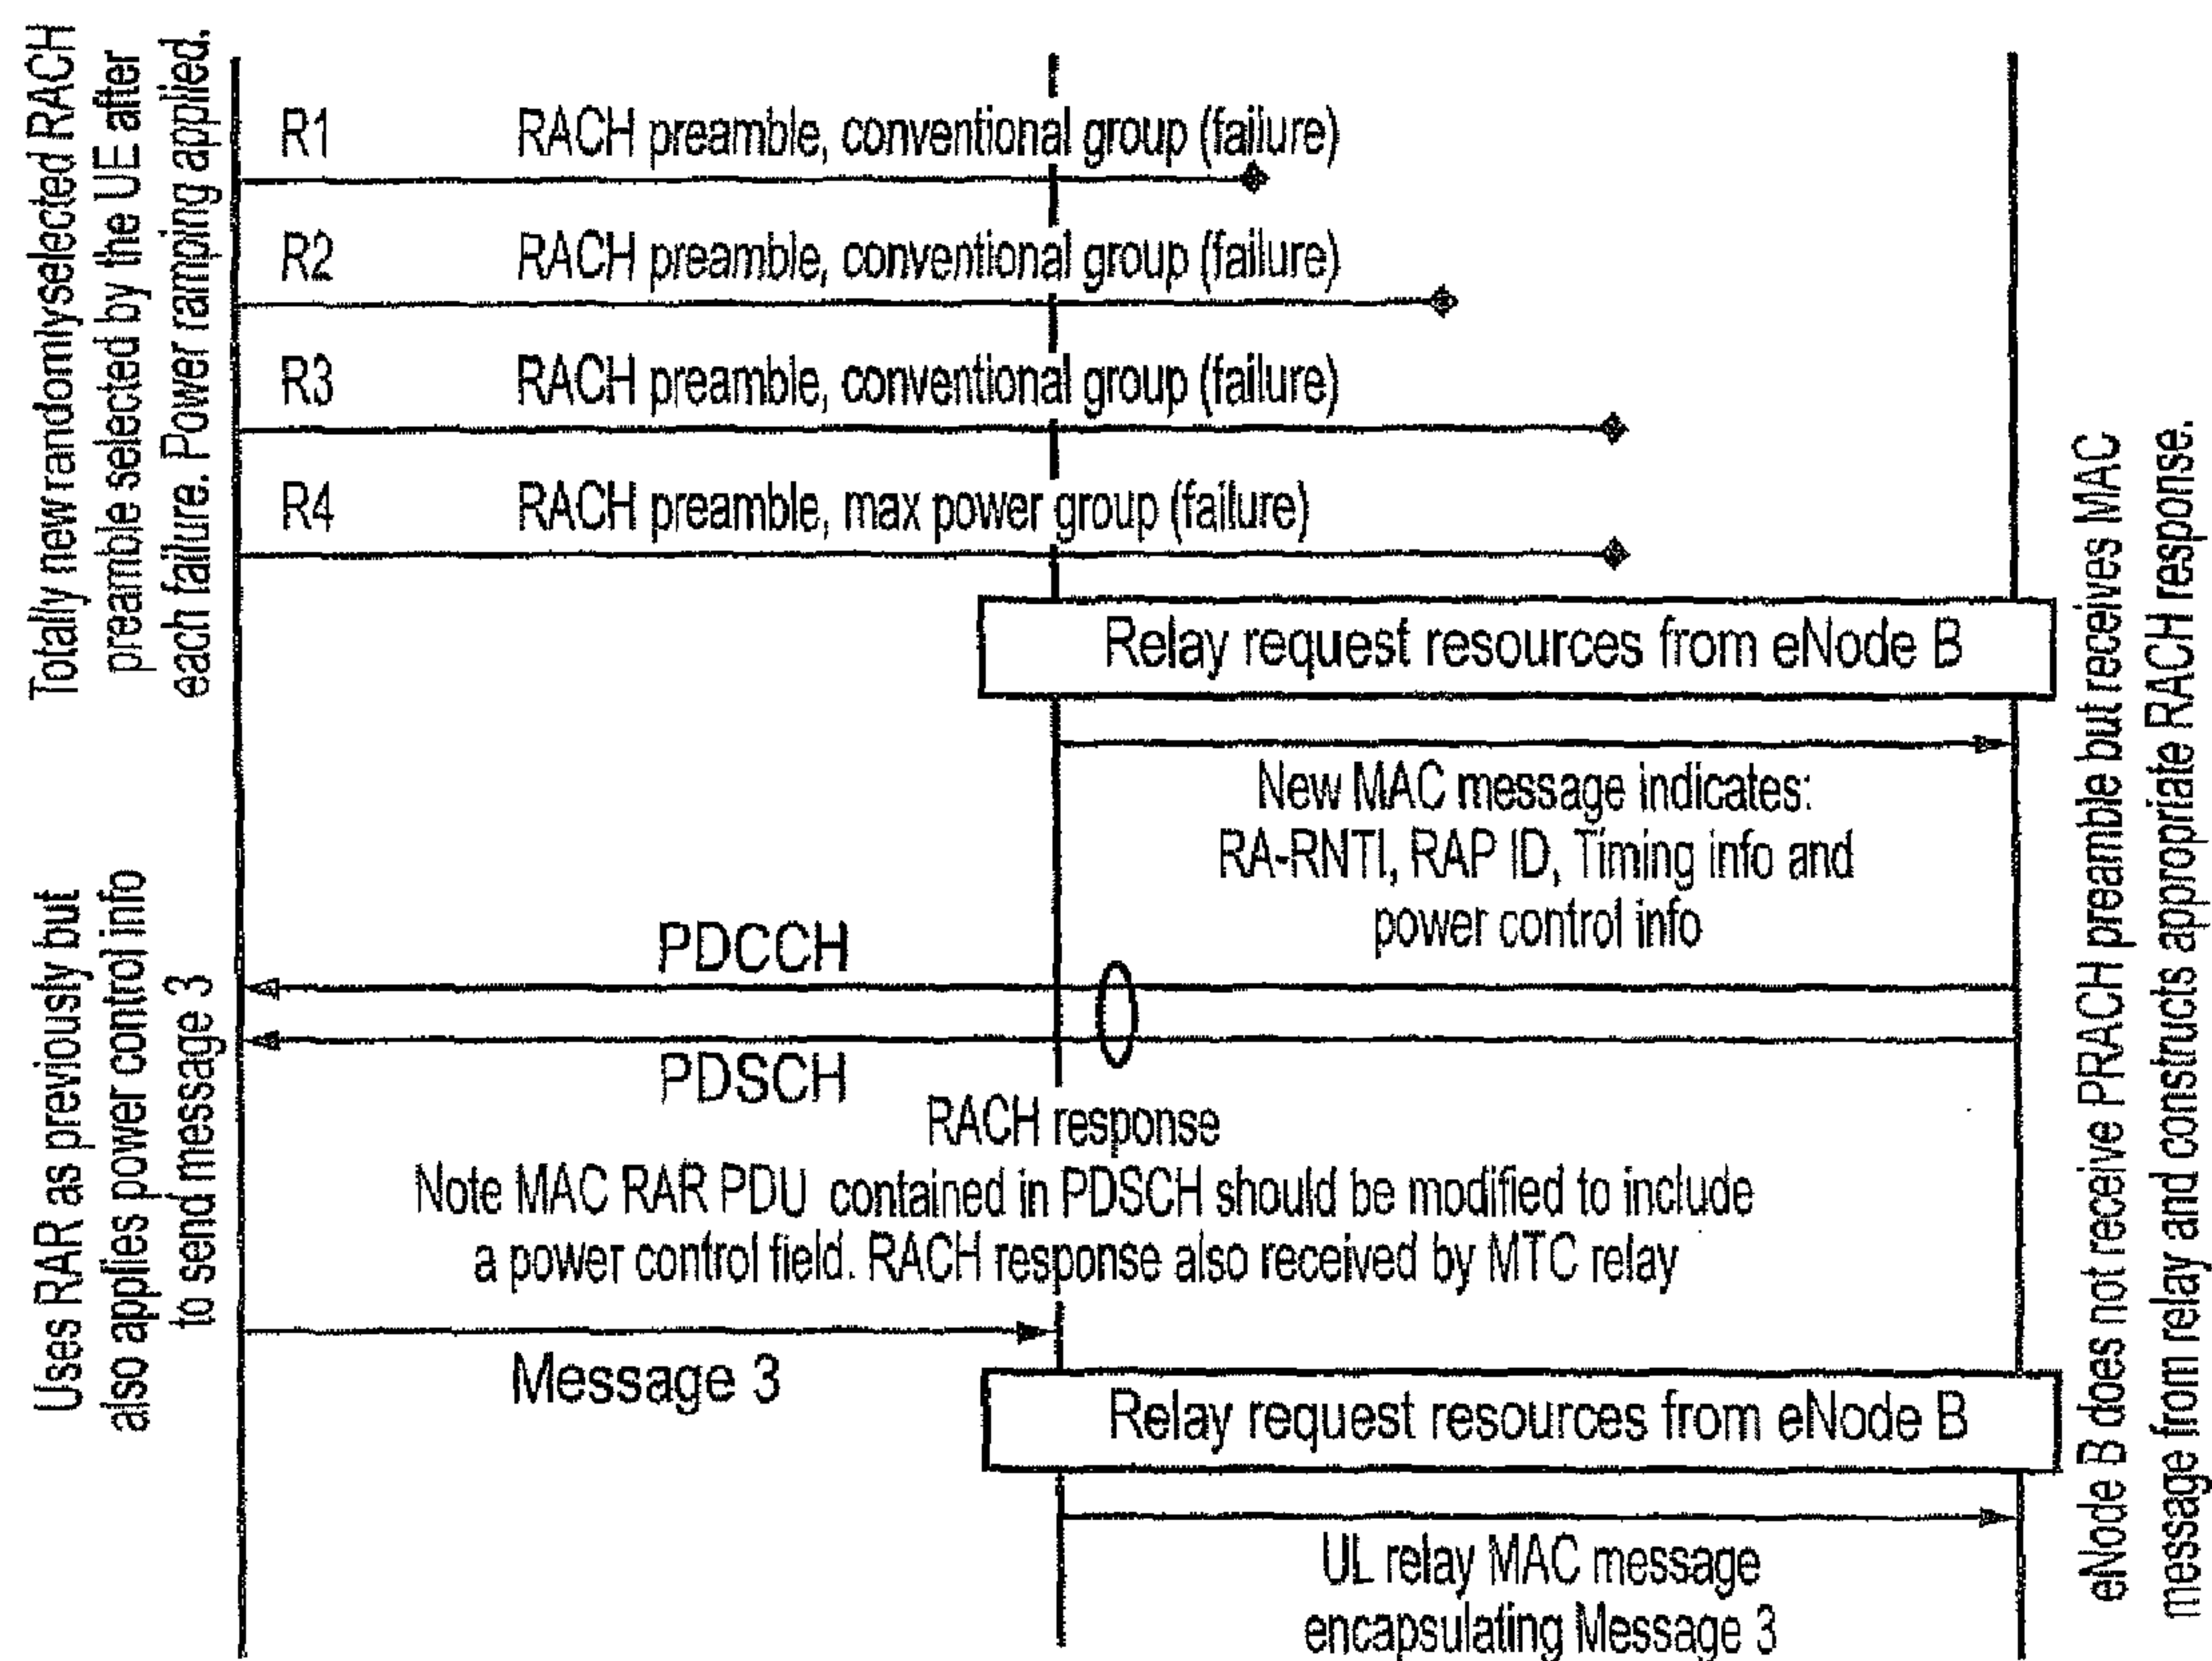 Totally new randomly selected RACH
preamble selected by the UE after
each failure. Power ramping applied.
R1 RACH preamble, conventional group (failure)
R2 RACH preamble, conventional group (failure)
R3 RACH preamble, conventional group (failure)
R4 RACH preamble, max power group (failure)
Relay request resources from eNode B
New MAC message indicates:
RA-RNTI, RAP ID, Timing info and
power control info
PDCCH
PDSCH
RACH response
Note MAC RAR PDU contained in PDSCH should be modified to include
a power control field. RACH response also received by MTC relay
Uses RAR as previously but
also applies power control info
to send message 3
Message 3
Relay request resources from eNode B
UL relay MAC message
encapsulating Message 3
eNode B does not receive PRACH preamble but receives MAC
message from relay and constructs appropriate RACH response.